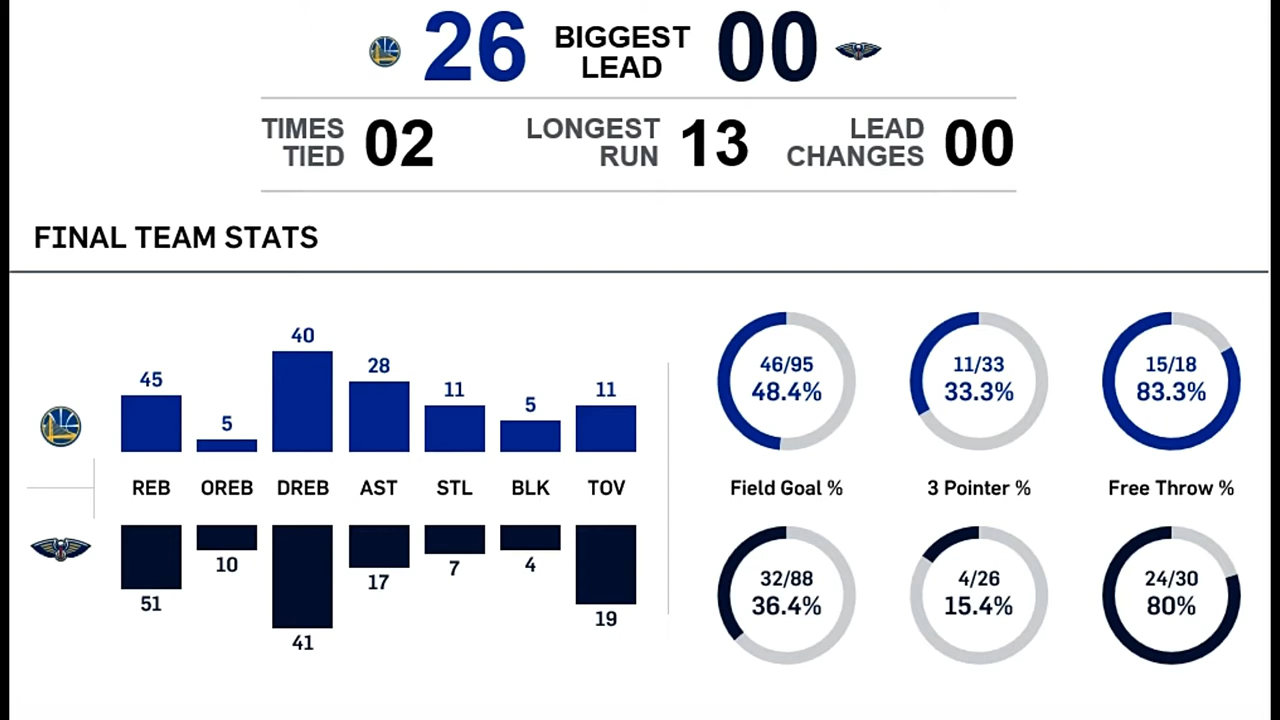 26 BIGGEST LEAD 00
TIMES TIED 02 LONGEST RUN 13 LEAD CHANGES 00
FINAL TEAM STATS
45 5 40 28 11 5 11
REB OREB DREB AST STL BLK TOV
51 10 41 17 7 4 19
46/95 11/33 15/18
48.4% 33.3% 83.3%
Field Goal % 3 Pointer % Free Throw %
32/88 4/26 24/30
36.4% 15.4% 80%